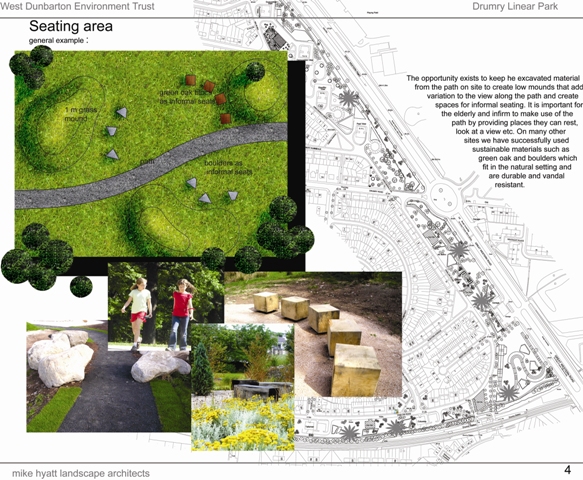 West Dunbarton Environment Trust
Drumry Linear Park
Seating area
general example :
The opportunity exists to keep he excavated material
from the path on site to create low mounds that add
variation to the view along the path and create
spaces for informal seating. It is important for
the elderly and infirm to make use of the
path by providing places they can rest,
look at a view etc. On many other
sites we have successfully used
sustainable materials such as
green oak and boulders which
fit in the natural setting and
are durable and vandal
resistant.
green oak
as informal seats
1 m grass
mound
path
boulders as
informal seats
mike hyatt landscape architects
4